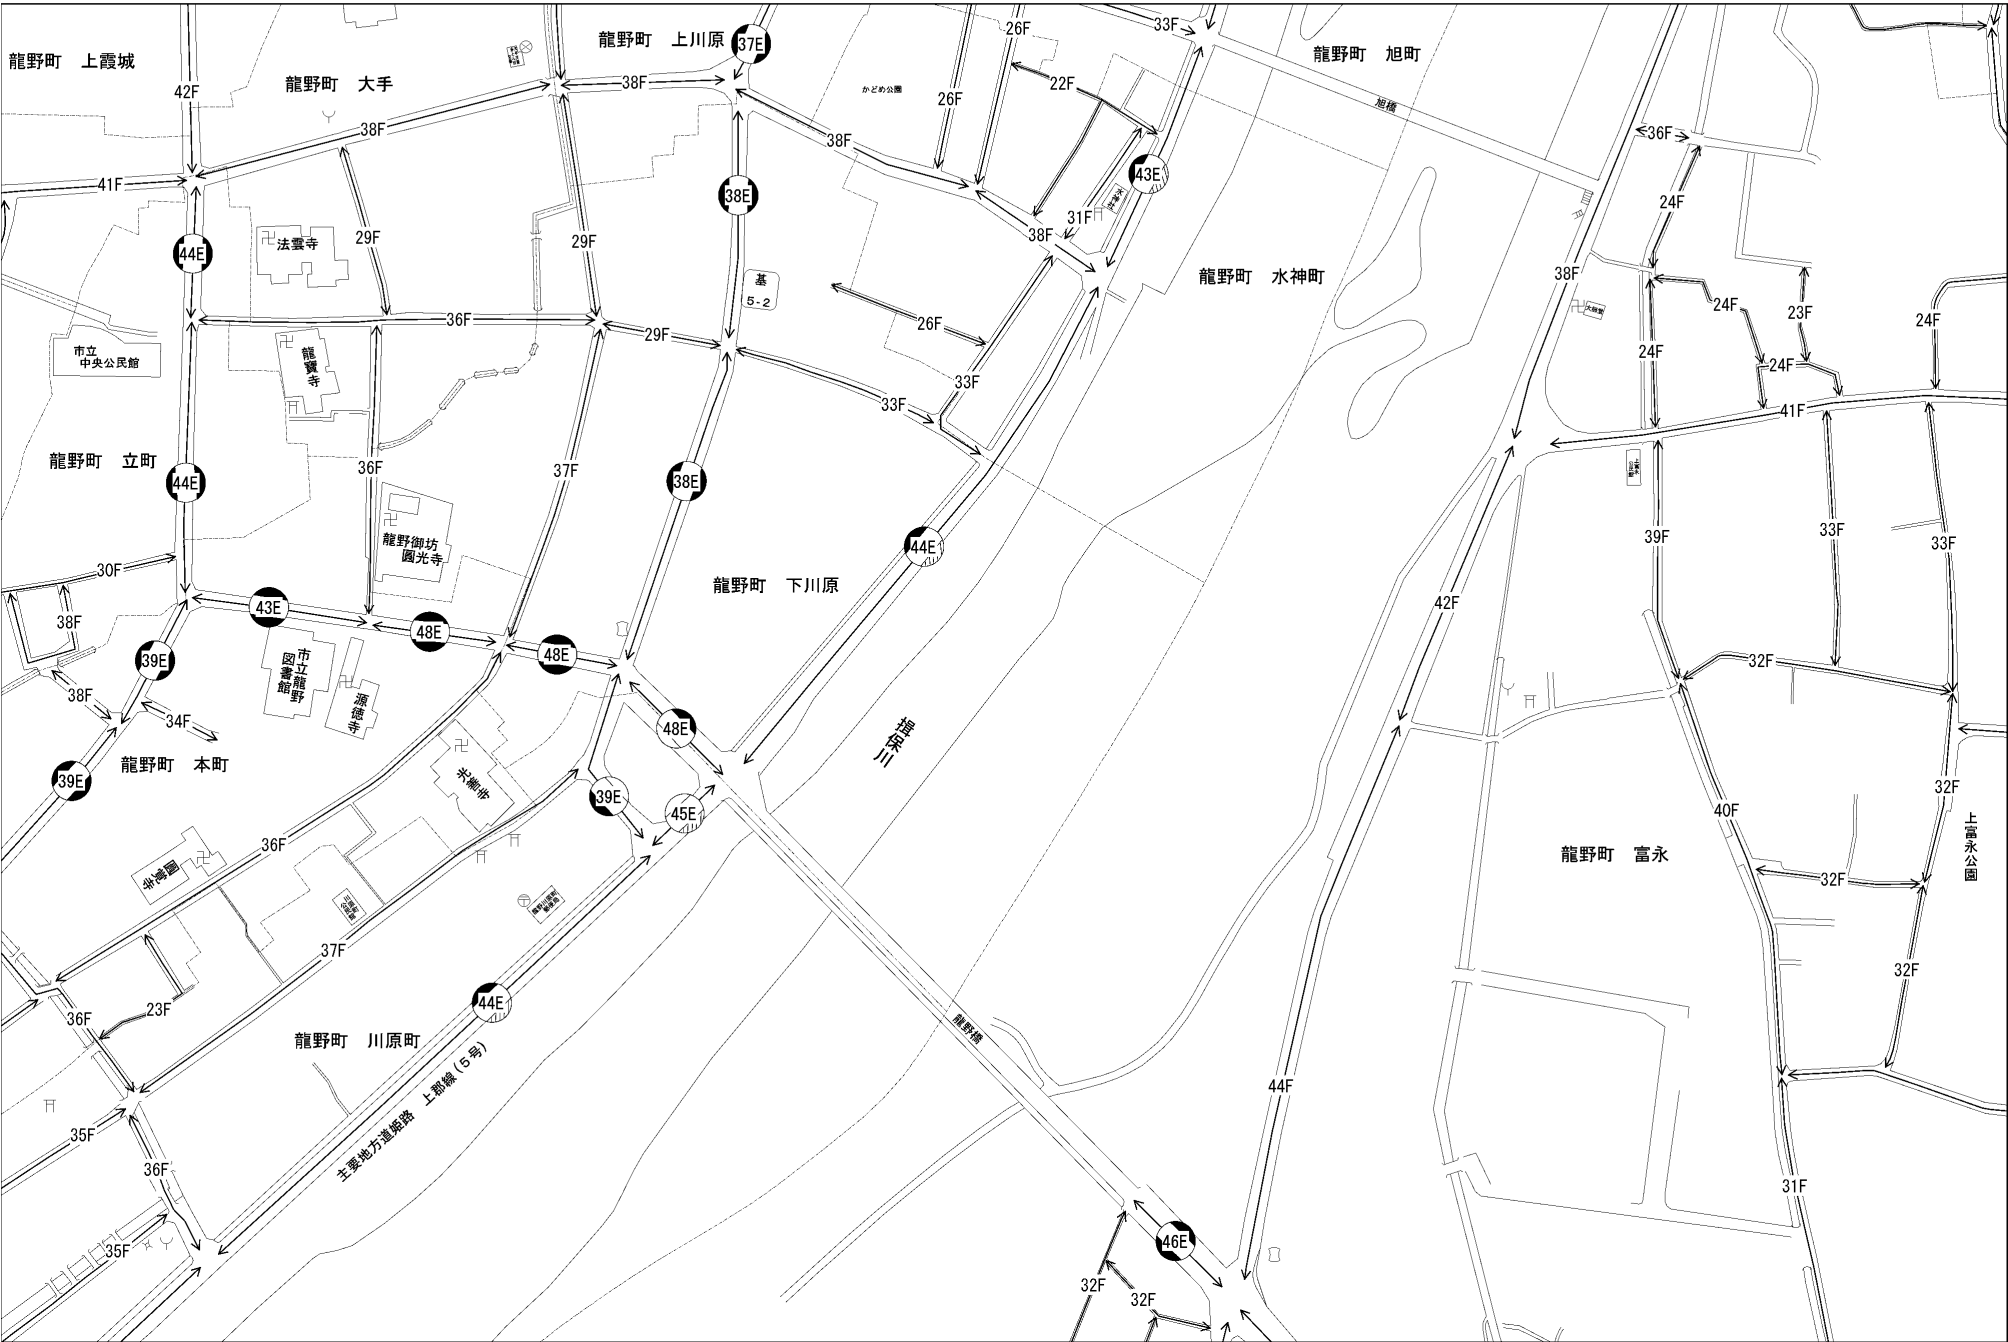 37E
33F
26F
龍野町 上川原
龍野町 旭町
龍野町 上霞城
龍野町 大手
42F
38F
22F
かどめ公園
26F
旭橋
38F
36F
38F
43E
41F
38E
水神社
24F
31F
29F
29F
38F
法雲寺
44E
龍野町 水神町
38F
基
5-2
大師堂
24F
23F
36F
26F
24F
29F
龍寶寺
市立
中央公民館
24F
24F
33F
33F
41F
龍野町 立町
36F
37F
38E
44E
33F
39F
33F
龍野御坊
圓光寺
44E
30F
龍野町 下川原
42F
43E
38F
48E
48E
39E
市立龍野
図書館
32F
源徳寺
38F
34F
48E
揖保川
龍野町 本町
光善寺
39E
39E
32F
45E
40F
上富永公園
36F
龍野町 富永
圓覚寺
32F
37F
32F
44E
23F
36F
龍野橋
龍野町 川原町
主要地方道姫路 上郡線(5号)
44F
35F
36F
31F
46E
35F
32F
32F